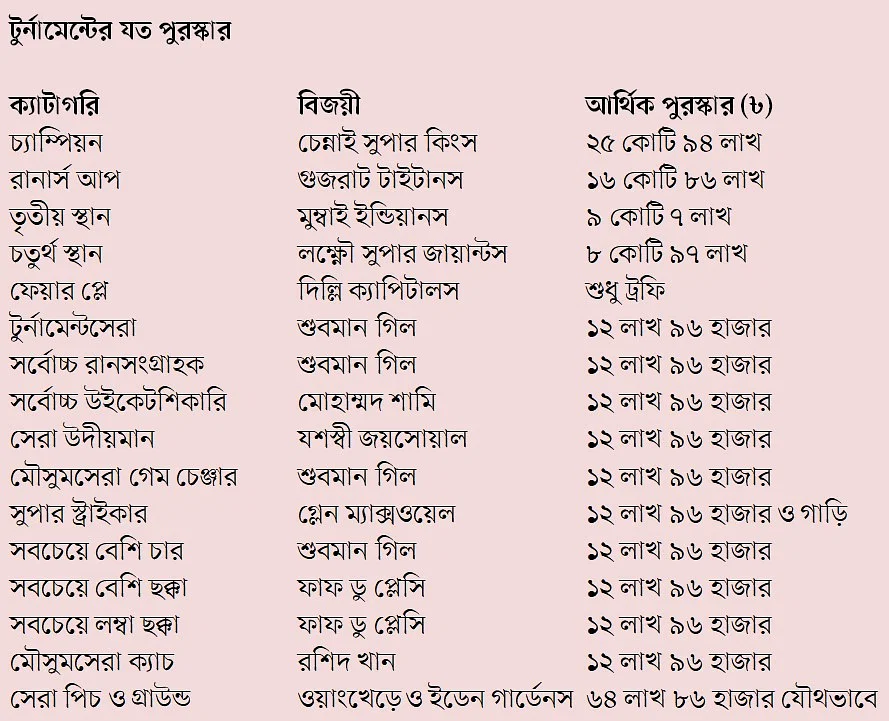 টুর্নামেন্টের যত পুরস্কার
ক্যাটাগরি বিজয়ী আর্থিক পুরস্কার (৳)
চ্যাম্পিয়ন চেন্নাই সুপার কিংস ২৫ কোটি ৯৪ লাখ
রানার্স আপ গুজরাট টাইটানস ১৬ কোটি ৮৬ লাখ
তৃতীয় স্থান মুম্বাই ইন্ডিয়ানস ৯ কোটি ৭ লাখ
চতুর্থ স্থান লক্ষ্ণৌ সুপার জায়ান্টস ৮ কোটি ৯৭ লাখ
ফেয়ার প্লে দিল্লি ক্যাপিটালস শুধু ট্রফি
টুর্নামেন্টসেরা শুবমান গিল ১২ লাখ ৯৬ হাজার
সর্বোচ্চ রানসংগ্রাহক শুবমান গিল ১২ লাখ ৯৬ হাজার
সর্বোচ্চ উইকেটশিকারি মোহাম্মদ শামি ১২ লাখ ৯৬ হাজার
সেরা উদীয়মান যশস্বী জয়সোয়াল ১২ লাখ ৯৬ হাজার
মৌসুমসেরা গেম চেঞ্জার শুবমান গিল ১২ লাখ ৯৬ হাজার
সুপার স্ট্রাইকার গ্লেন ম্যাক্সওয়েল ১২ লাখ ৯৬ হাজার ও গাড়ি
সবচেয়ে বেশি চার শুবমান গিল ১২ লাখ ৯৬ হাজার
সবচেয়ে বেশি ছক্কা ফাফ ডু প্লেসি ১২ লাখ ৯৬ হাজার
সবচেয়ে লম্বা ছক্কা ফাফ ডু প্লেসি ১২ লাখ ৯৬ হাজার
মৌসুমসেরা ক্যাচ রশিদ খান ১২ লাখ ৯৬ হাজার
সেরা পিচ ও গ্রাউন্ড ওয়াংখেড়ে ও ইডেন গার্ডেনস ৬৪ লাখ ৮৬ হাজার যৌথভাবে